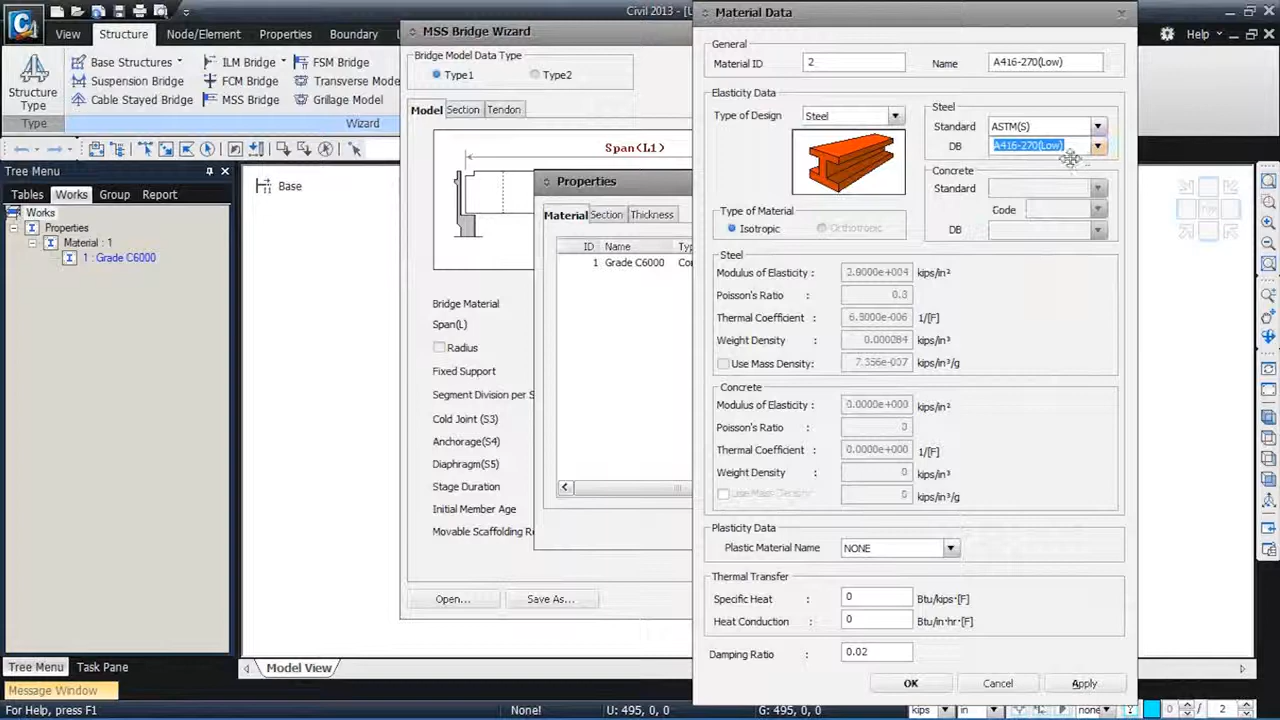 Civil 2013 - [U
Material Data
View Structure Node/Element Properties Boundary
Help
MSS Bridge Wizard
Bridge Model Data Type
Type1 Type2
Base Structures
Suspension Bridge
Cable Stayed Bridge
ILM Bridge
FCM Bridge
MSS Bridge
FSM Bridge
Transverse Mode
Grillage Model
Structure
Type
Type
Wizard
Model Section Tendon
Span(L1)
Tree Menu
Tables Works Group Report
Works
Properties
Material : 1
1 : Grade C6000
Base
Properties
Material Section Thickness
ID Name Typ
1 Grade C6000 Con
Bridge Material
Span(L)
Radius
Fixed Support
Segment Division per S
Cold Joint (S3)
Anchorage(S4)
Diaphragm(S5)
Stage Duration
Initial Member Age
Movable Scaffolding Re
Open... Save As...
General
Material ID 2 Name A416-270(Low)
Elasticity Data
Type of Design Steel
Steel
Standard ASTM(S)
DB A416-270(Low)
Concrete
Standard
Code
DB
Type of Material
Isotropic Orthotropic
Steel
Modulus of Elasticity : 2.9000e+004 kips/in²
Poisson's Ratio : 0.3
Thermal Coefficient : 6.5000e-006 1/[F]
Weight Density : 0.000284 kips/in³
Use Mass Density: 7.356e-007 kips/in³/g
Concrete
Modulus of Elasticity : 0.0000e+000 kips/in²
Poisson's Ratio : 0
Thermal Coefficient : 0.0000e+000 1/[F]
Weight Density : 0 kips/in³
Use Mass Density: 0 kips/in³/g
Plasticity Data
Plastic Material Name NONE
Thermal Transfer
Specific Heat : 0 Btu/kips·[F]
Heat Conduction : 0 Btu/in·hr·[F]
Damping Ratio : 0.02
OK Cancel Apply
Tree Menu Task Pane
Model View
Message Window
For Help, press F1
None!
U: 495, 0, 0
G: 495, 0, 0
kips in none 0 / 2